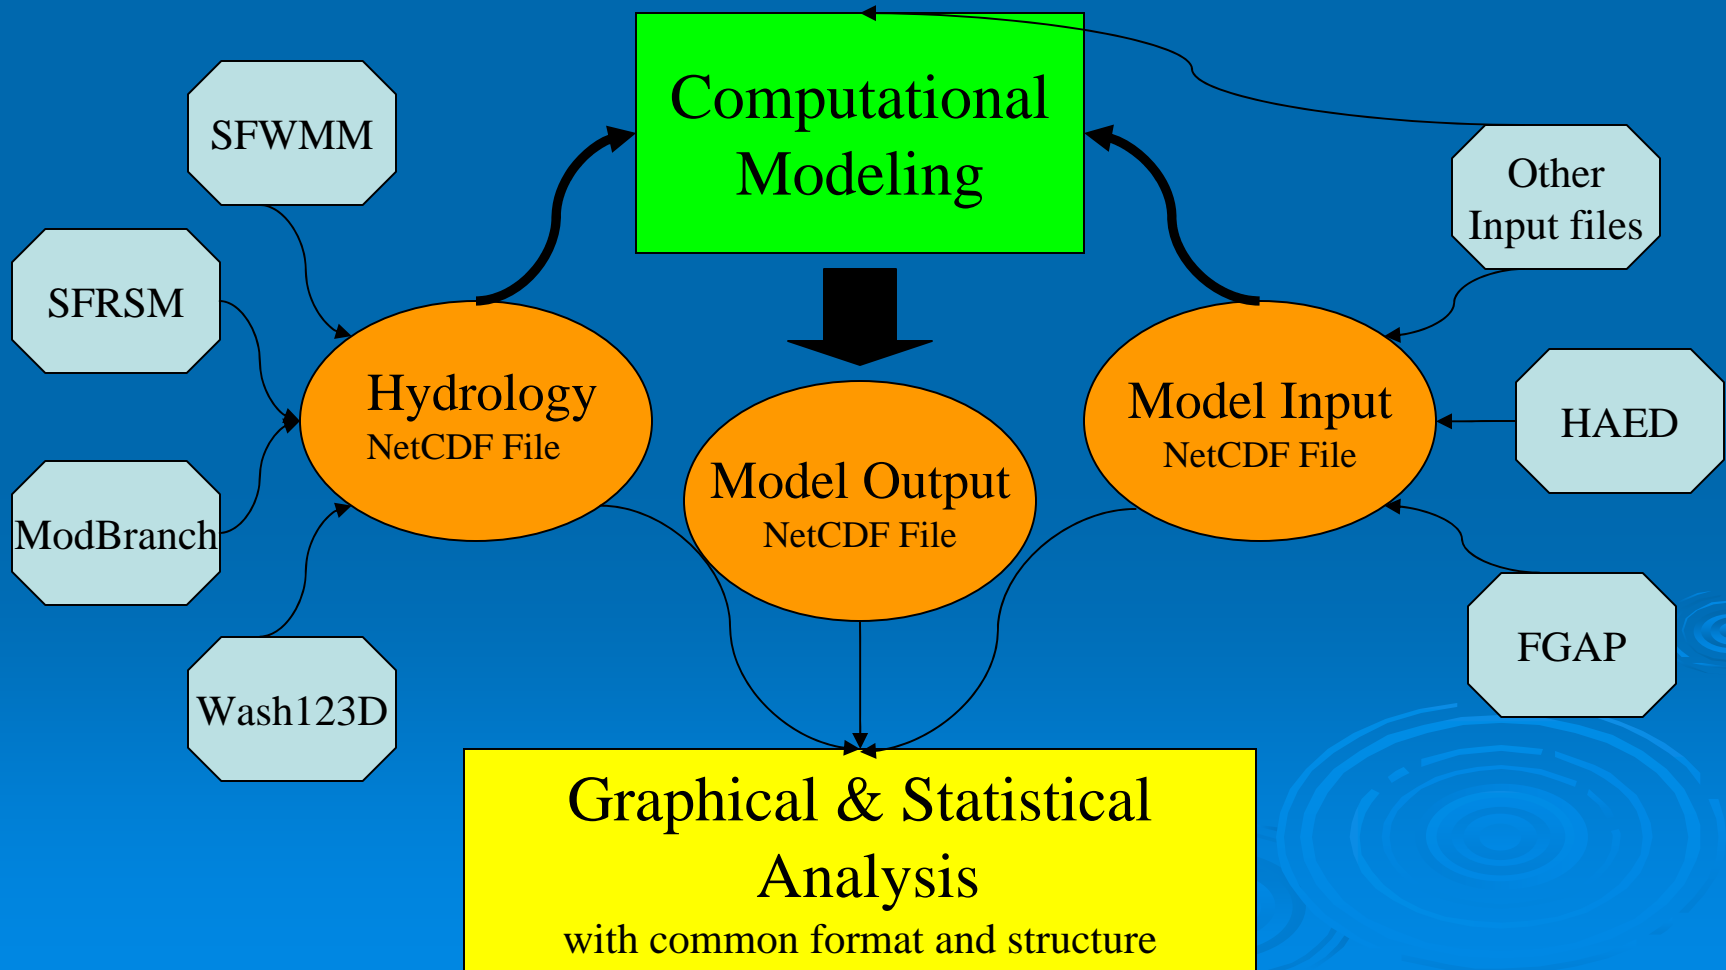 Computational
Modeling
SFWMM
Other
Input files
SFRSM
Hydrology
NetCDF File
Model Input
NetCDF File
HAED
Model Output
NetCDF File
ModBranch
FGAP
Wash123D
Graphical & Statistical
Analysis
with common format and structure